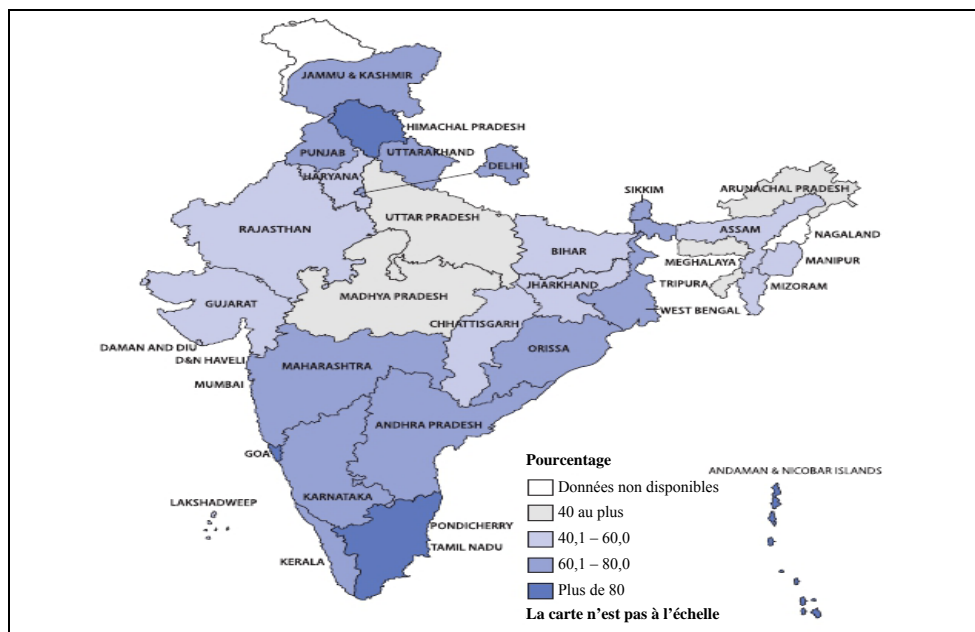 JAMMU & KASHMIR
HIMACHAL PRADESH
PUNJAB
UTTARAKHAND
HARYANA
DELHI
RAJASTHAN
UTTAR PRADESH
SIKKIM
ARUNACHAL PRADESH
ASSAM
NAGALAND
BIHAR
MEGHALAYA
MANIPUR
GUJARAT
MADHYA PRADESH
JHARKHAND
TRIPURA
MIZORAM
WEST BENGAL
CHHATTISGARH
DAMAN AND DIU
D&N HAVELI
MUMBAI
MAHARASHTRA
ORISSA
ANDHRA PRADESH
GOA
KARNATAKA
LAKSHADWEEP
KERALA
PONDICHERRY
TAMIL NADU
ANDAMAN & NICOBAR ISLANDS
Pourcentage
Données non disponibles
40 au plus
40,1 – 60,0
60,1 – 80,0
Plus de 80
La carte n'est pas à l'échelle